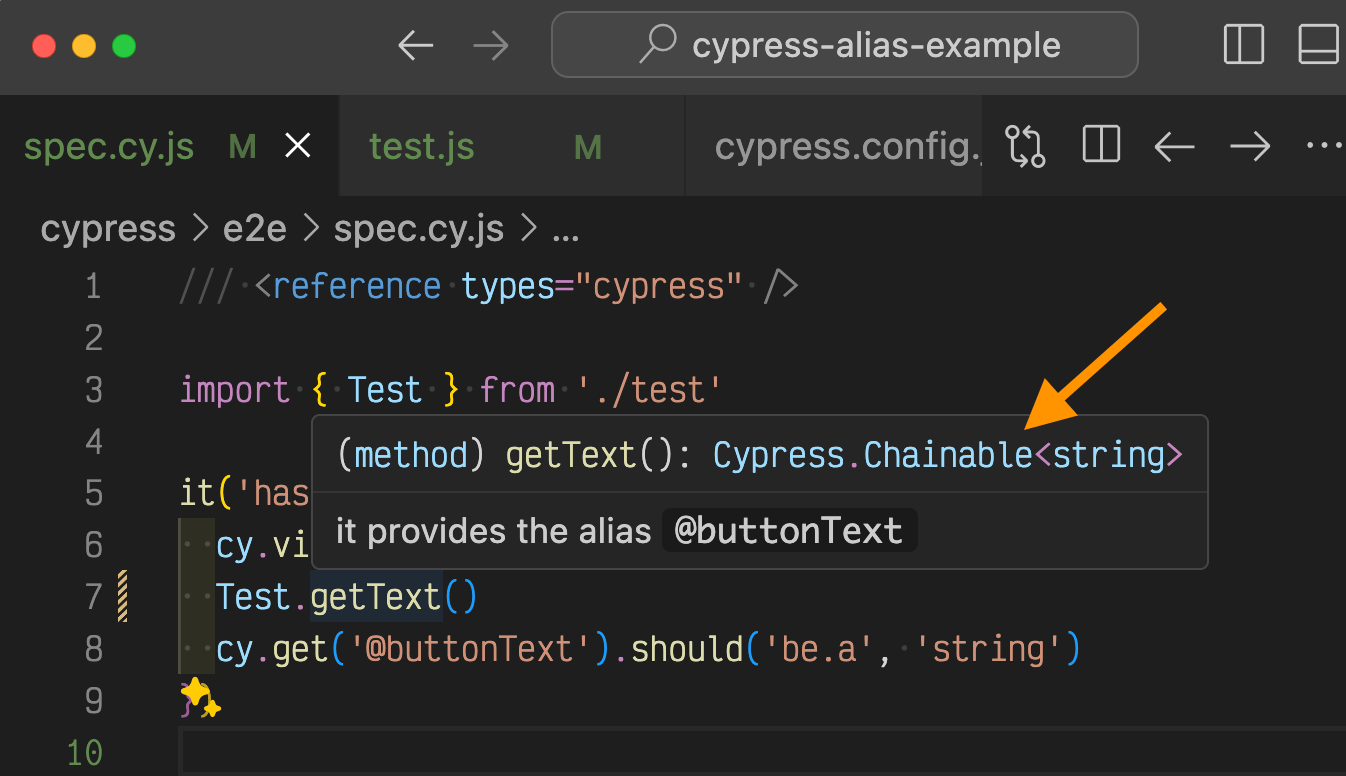 cypress-alias-example
spec.cy.js M test.js M cypress.config.
cypress > e2e > spec.cy.js > ...
1 /// <reference types="cypress" />
2
3 import { Test } from './test'
4
(method) getText(): Cypress.Chainable<string>
5 it('has
it provides the alias @buttonText
6 cy.vi
7 Test.getText()
8 cy.get('@buttonText').should('be.a', 'string')
9 })
10